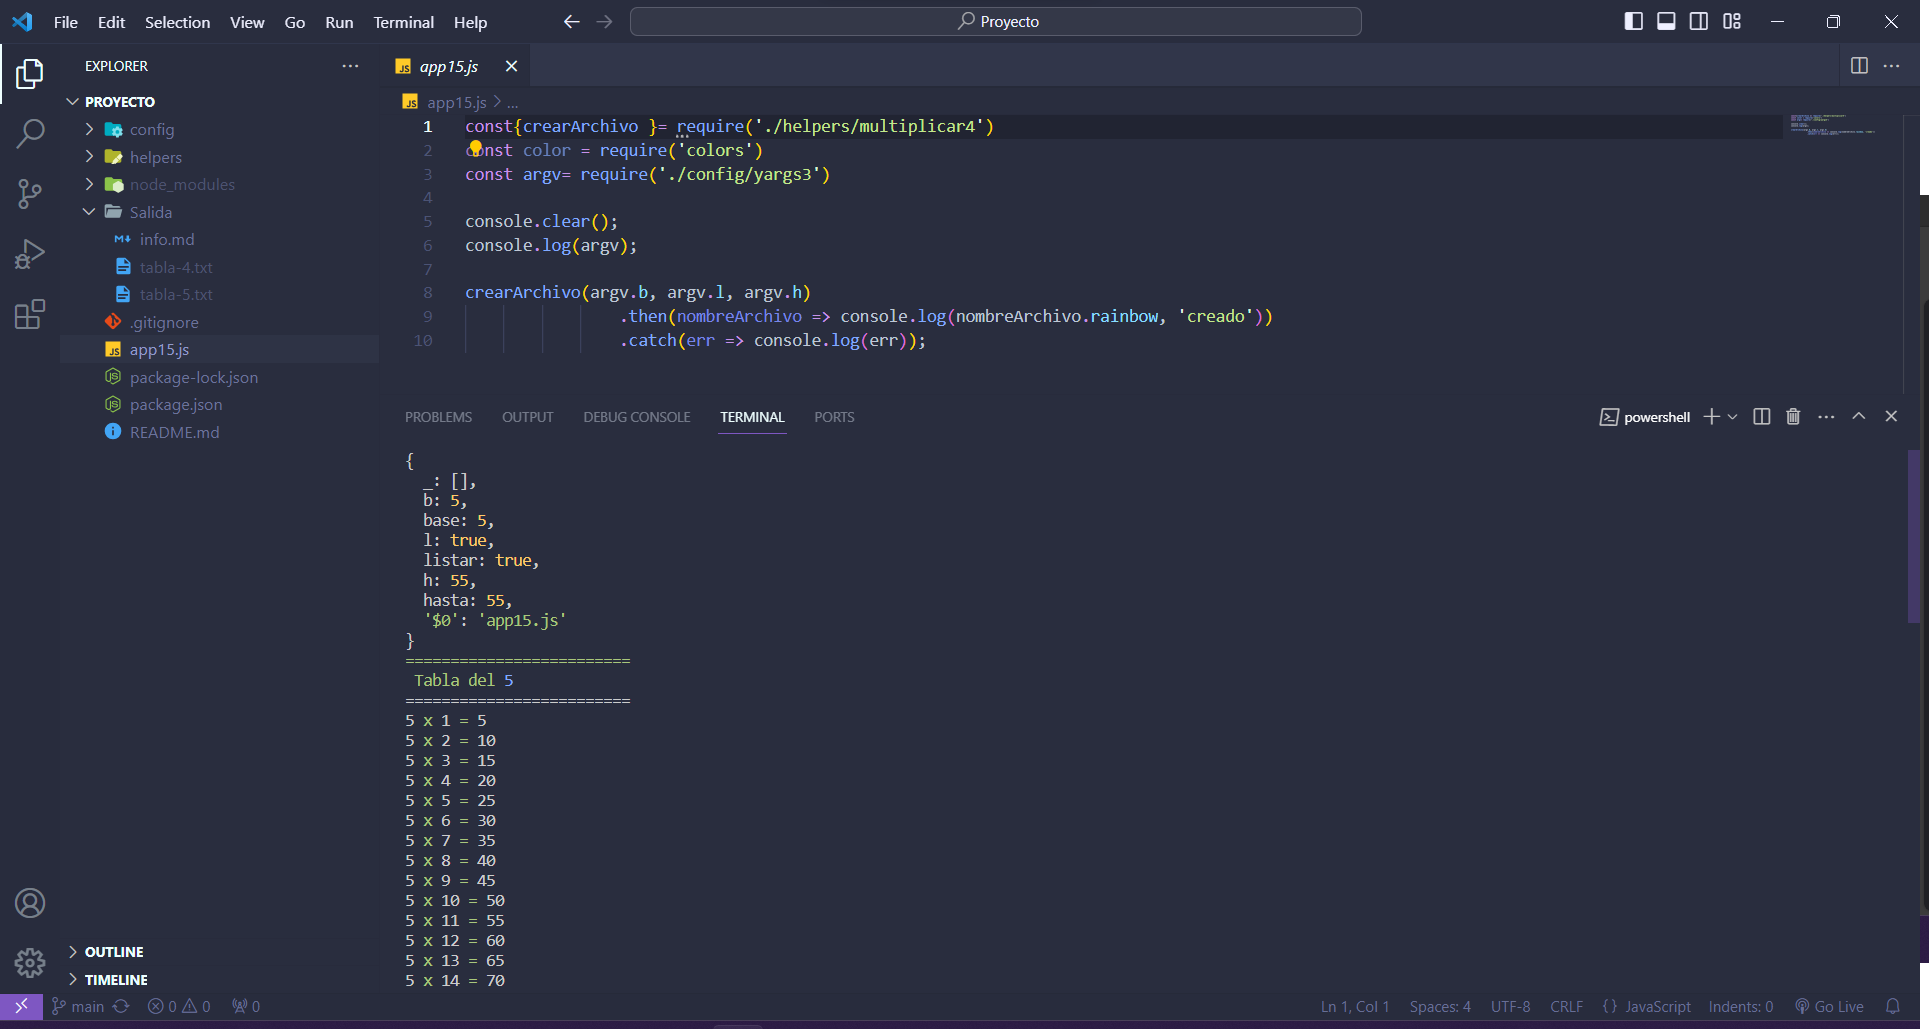 File Edit Selection View Go Run Terminal Help
Proyecto
EXPLORER
PROYECTO
config
helpers
node_modules
Salida
info.md
tabla-4.txt
tabla-5.txt
.gitignore
app15.js
package-lock.json
package.json
README.md
OUTLINE
TIMELINE
app15.js
app15.js > ...
1 const{crearArchivo }= require('./helpers/multiplicar4')
2 const color = require('colors')
3 const argv= require('./config/yargs3')
4
5 console.clear();
6 console.log(argv);
7
8 crearArchivo(argv.b, argv.l, argv.h)
9 .then(nombreArchivo => console.log(nombreArchivo.rainbow, 'creado'))
10 .catch(err => console.log(err));
PROBLEMS OUTPUT DEBUG CONSOLE TERMINAL PORTS
powershell
{
_: [],
b: 5,
base: 5,
l: true,
listar: true,
h: 55,
hasta: 55,
'$0': 'app15.js'
}
=========================
Tabla del 5
=========================
5 x 1 = 5
5 x 2 = 10
5 x 3 = 15
5 x 4 = 20
5 x 5 = 25
5 x 6 = 30
5 x 7 = 35
5 x 8 = 40
5 x 9 = 45
5 x 10 = 50
5 x 11 = 55
5 x 12 = 60
5 x 13 = 65
5 x 14 = 70
main 0 0 0
Ln 1, Col 1 Spaces: 4 UTF-8 CRLF {} JavaScript Indents: 0 Go Live